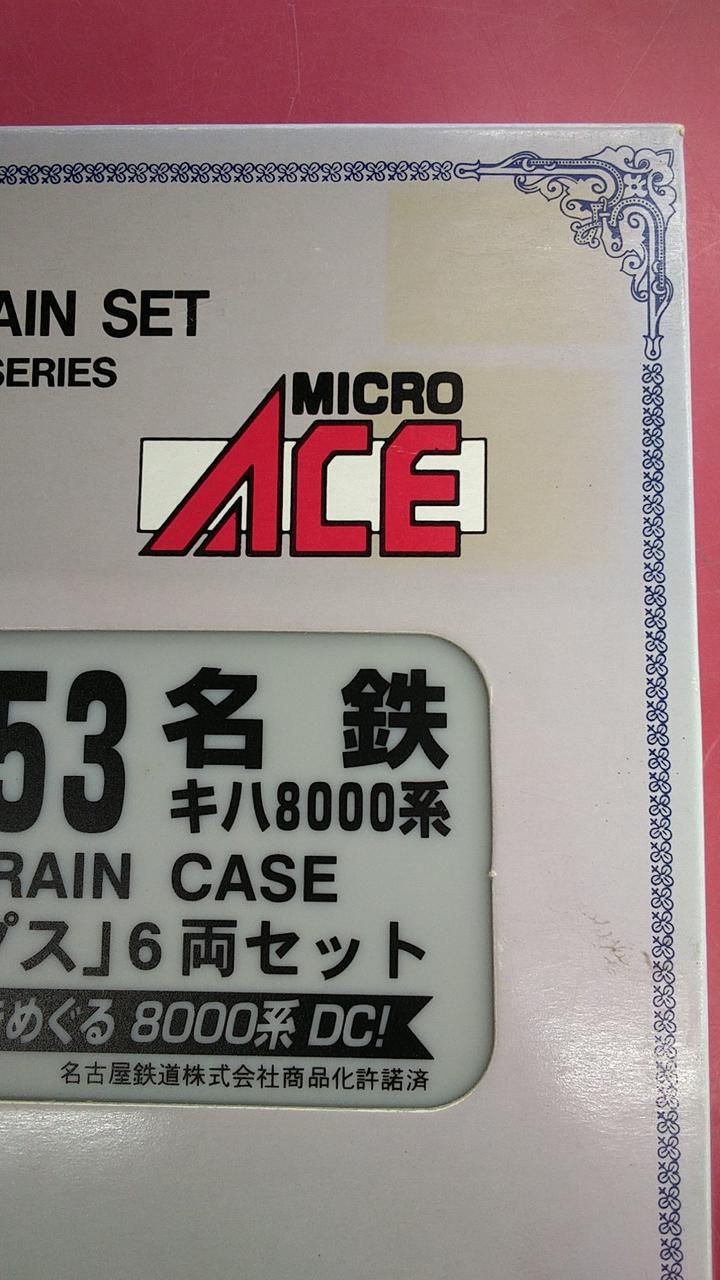 AIN SET
SERIES
MICRO
ACE
53 名鉄
キハ8000系
RAIN CASE
プス」6両セット
めぐる 8000系 DC!
名古屋鉄道株式会社商品化許諾済